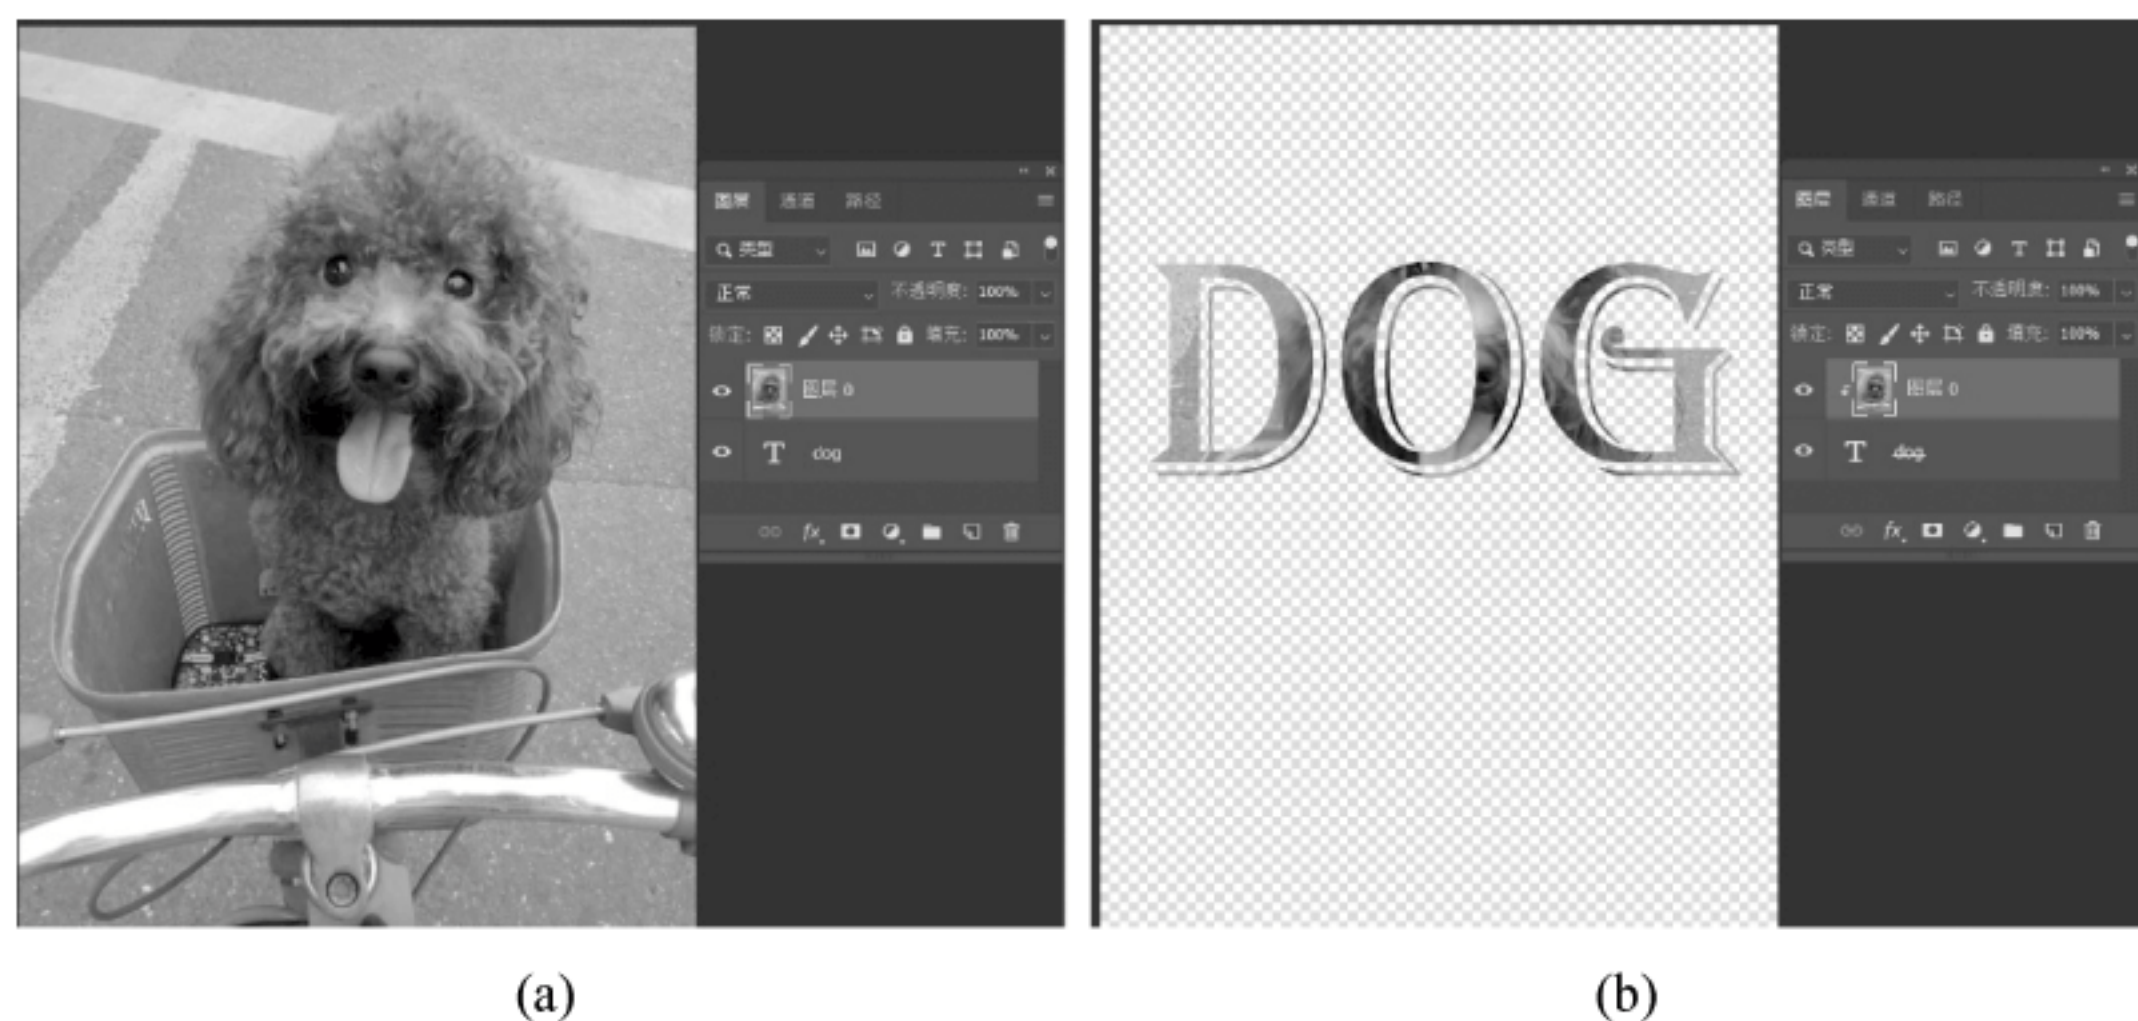 图层 通道 路径
类型
正常 不透明度: 100%
锁定: 填充: 100%
图层 0
T dog
fx
图层 通道 路径
类型
正常 不透明度: 100%
锁定: 填充: 100%
图层 0
T dog
fx
DOG
(a)
(b)